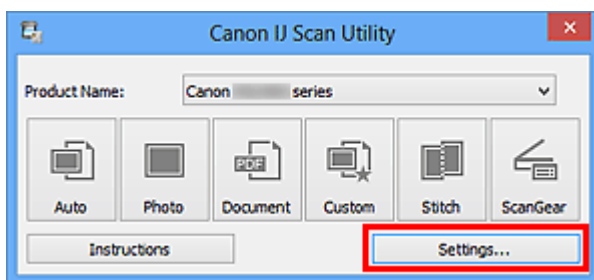 Canon IJ Scan Utility
Product Name: Canon series
PDF
Auto Photo Document Custom Stitch ScanGear
Instructions Settings...